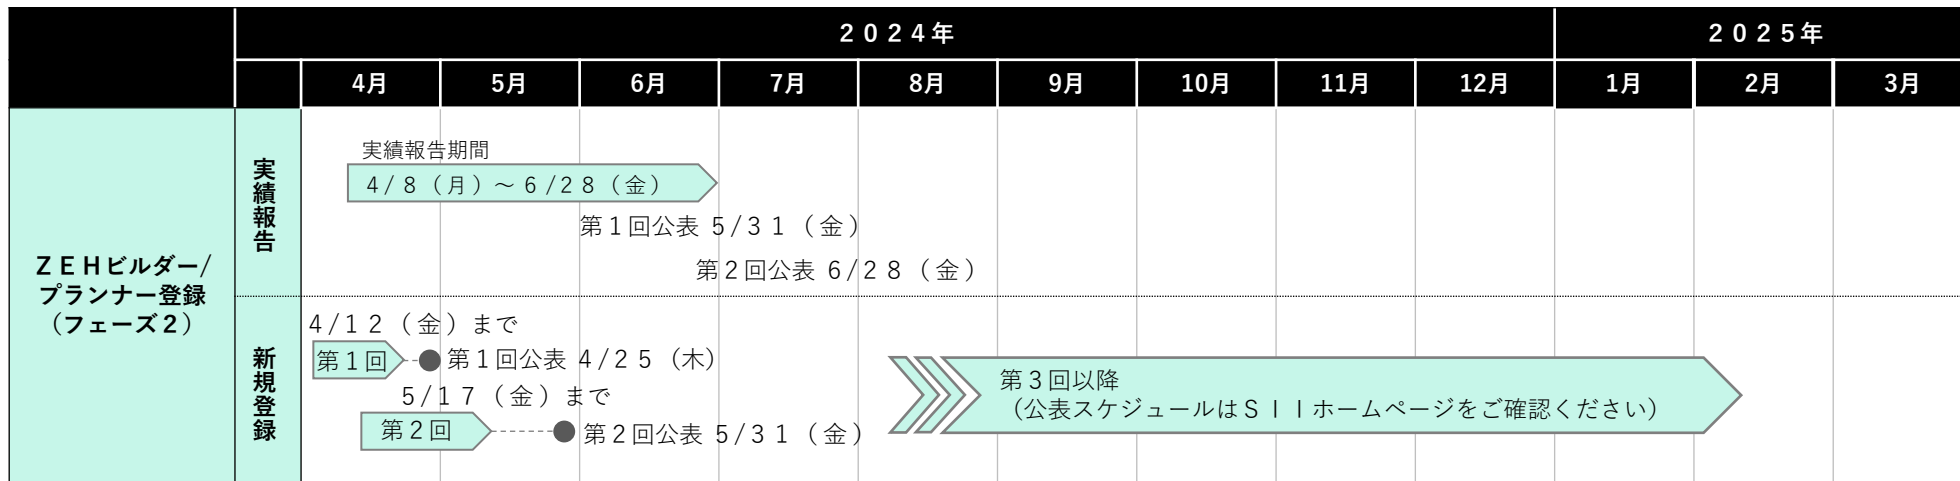 ２０２４年
２０２５年
4月
5月
6月
7月
8月
9月
10月
11月
12月
1月
2月
3月
ＺＥＨビルダー/
プランナー登録
（フェーズ２）
実績報告
実績報告期間
４/８（月）～６/２８（金）
第１回公表 ５/３１（金）
第２回公表 ６/２８（金）
新規登録
４/１２（金）まで
第１回
第１回公表 ４/２５（木）
５/１７（金）まで
第２回
第２回公表 ５/３１（金）
第３回以降
（公表スケジュールはＳＩＩホームページをご確認ください）